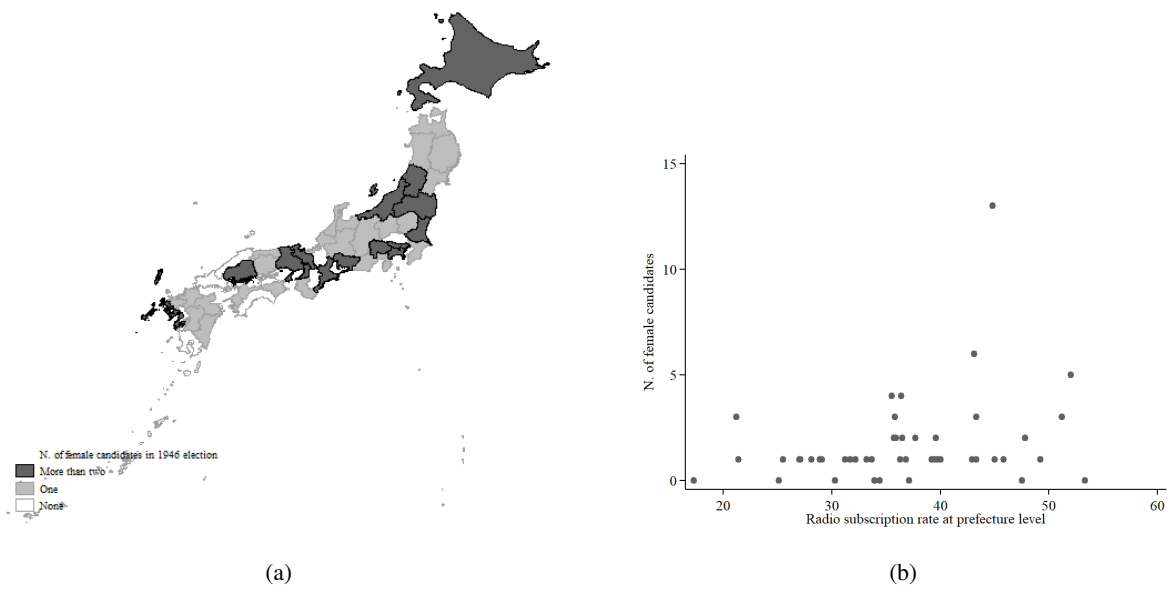 N. of female candidates in 1946 election
More than two
One
None
(a)
N. of female candidates
15
10
5
0
20
30
40
50
60
Radio subscription rate at prefecture level
(b)